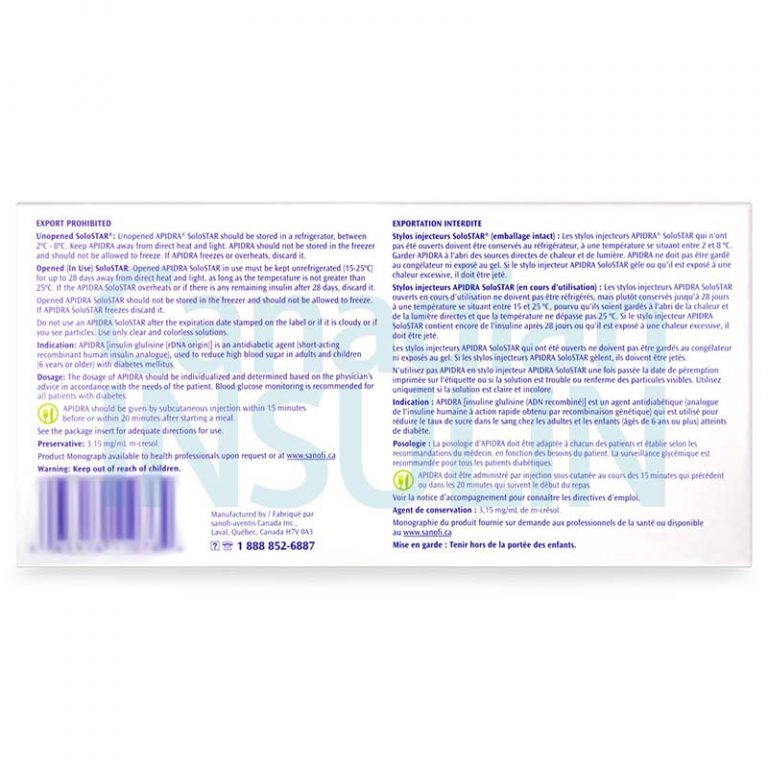 EXPORT PROHIBITED
Unopened SoloSTAR®: Unopened APIDRA® SoloSTAR should be stored in a refrigerator, between
2ºC - 8ºC. Keep APIDRA away from direct heat and light. APIDRA should not be stored in the freezer
and should not be allowed to freeze. If APIDRA freezes or overheats, discard it.
Opened (In Use) SoloSTAR. Opened APIDRA SoloSTAR in use must be kept unrefrigerated (15-25ºC)
for up to 28 days away from direct heat and light, as long as the temperature is not greater than
25ºC. If the APIDRA SoloSTAR overheats or if there is any remaining insulin after 28 days, discard it.
Opened APIDRA SoloSTAR should not be stored in the freezer and should not be allowed to freeze.
If APIDRA SoloSTAR freezes discard it.
Do not use an APIDRA SoloSTAR after the expiration date stamped on the label or if it is cloudy or if
you see particles. Use only clear and colorless solutions.
Indication: APIDRA [insulin glulisine (rDNA origin)] is an antidiabetic agent (short-acting
recombinant human insulin analogue), used to reduce high blood sugar in adults and children
(6 years or older) with diabetes mellitus.
Dosage: The dosage of APIDRA should be individualized and determined based on the physician's
advice in accordance with the needs of the patient. Blood glucose monitoring is recommended for
all patients with diabetes.
APIDRA should be given by subcutaneous injection within 15 minutes
before or within 20 minutes after starting a meal.
See the package insert for adequate directions for use.
Preservative: 3.15 mg/mL m-cresol.
Product Monograph available to health professionals upon request or at www.sanofi.ca
Warning: Keep out of reach of children.
Manufactured by / Fabriqué par
sanofi-aventis Canada Inc.,
Laval, Québec, Canada H7V 0A3
? 1 888 852-6887
EXPORTATION INTERDITE
Stylos injecteurs SoloSTAR® (emballage intact) : Les stylos injecteurs APIDRA® SoloSTAR qui n'ont
pas été ouverts doivent être conservés au réfrigérateur, à une température se situant entre 2 et 8 ºC.
Garder APIDRA à l'abri des sources directes de chaleur et de lumière. APIDRA ne doit pas être gardé
au congélateur ni exposé au gel. Si le stylo injecteur APIDRA SoloSTAR gèle ou qu'il est exposé à une
chaleur excessive, il doit être jeté.
Stylos injecteurs APIDRA SoloSTAR (en cours d'utilisation) : Les stylos injecteurs APIDRA SoloSTAR
ouverts en cours d'utilisation ne doivent pas être réfrigérés, mais plutôt conservés jusqu'à 28 jours
à une température se situant entre 15 et 25 ºC, pourvu qu'ils soient gardés à l'abri de la chaleur et
de la lumière directes et que la température ne dépasse pas 25 ºC. Si le stylo injecteur APIDRA
SoloSTAR contient encore de l'insuline après 28 jours ou qu'il est exposé à une chaleur excessive, il
doit être jeté.
Les stylos injecteurs APIDRA SoloSTAR qui ont été ouverts ne doivent pas être gardés au congélateur
ni exposés au gel. Si les stylos injecteurs APIDRA SoloSTAR gèlent, ils doivent être jetés.
N'utilisez pas APIDRA en stylo injecteur APIDRA SoloSTAR une fois passée la date de péremption
imprimée sur l'étiquette ou si la solution est trouble ou renferme des particules visibles. Utilisez
uniquement si la solution est claire et incolore.
Indication : APIDRA [insuline glulisine (ADN recombiné)] est un agent antidiabétique (analogue
de l'insuline humaine à action rapide obtenu par recombinaison génétique) qui est utilisé pour
réduire le taux de sucre dans le sang chez les adultes et les enfants (âgés de 6 ans ou plus) atteints
de diabète.
Posologie : La posologie d'APIDRA doit être adaptée à chacun des patients et établie selon les
recommandations du médecin, en fonction des besoins du patient. La surveillance glycémique est
recommandée pour tous les patients diabétiques.
APIDRA doit être administré par injection sous-cutanée au cours des 15 minutes qui précèdent
ou dans les 20 minutes qui suivent le début du repas.
Voir la notice d'accompagnement pour connaître les directives d'emploi.
Agent de conservation : 3,15 mg/mL de m-crésol.
Monographie du produit fournie sur demande aux professionnels de la santé ou disponible
au www.sanofi.ca
Mise en garde : Tenir hors de la portée des enfants.
INSULIN